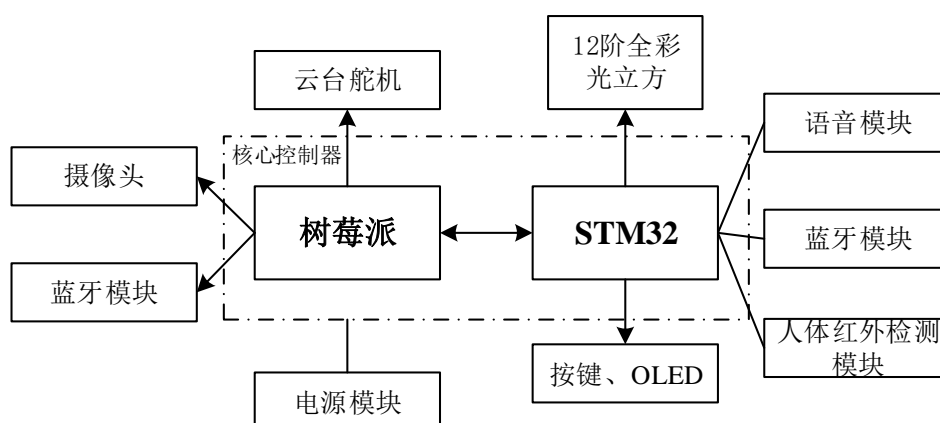 12阶全彩
光立方
云台舵机
语音模块
核心控制器
摄像头
树莓派
STM32
蓝牙模块
蓝牙模块
人体红外检测
模块
按键、OLED
电源模块